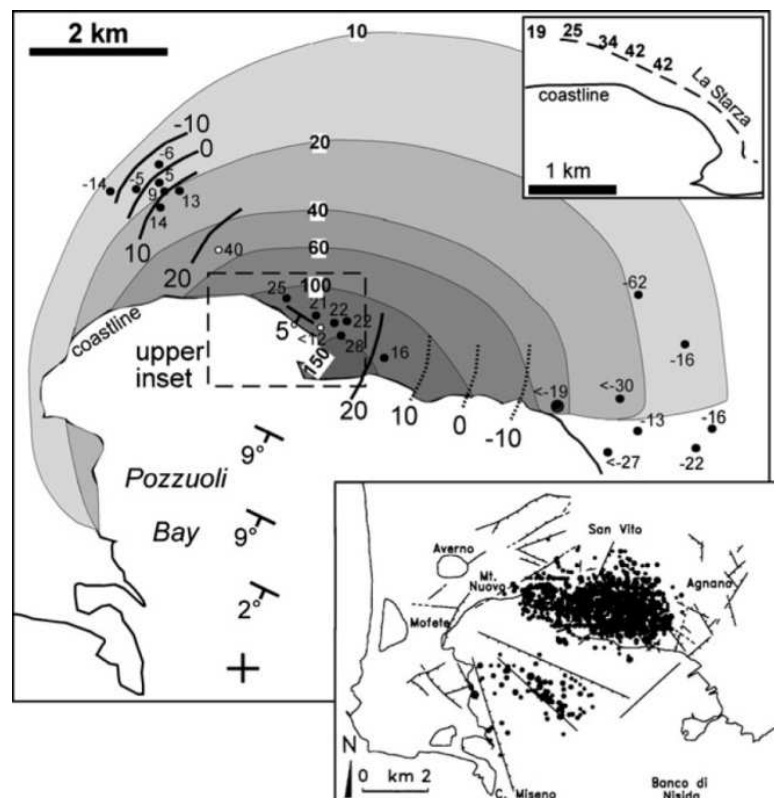 2 km
10
19 25 34 42 42
La Starza
coastline
1 km
-10
0
-6
-14
-5
5
9
13
14
10
20
20
40
40
60
100
25
21
22
22
5°
<12
28
150
16
20
10
0
-10
-62
-16
<-19
<-30
-13
-16
<-27
-22
coastline
upper
inset
9°
Pozzuoli
Bay
9°
2°
San Vito
Averno
Mt.
Nuovo
Agnano
Mofete
N
0 km 2
C. Miseno
Banco di
Nisida